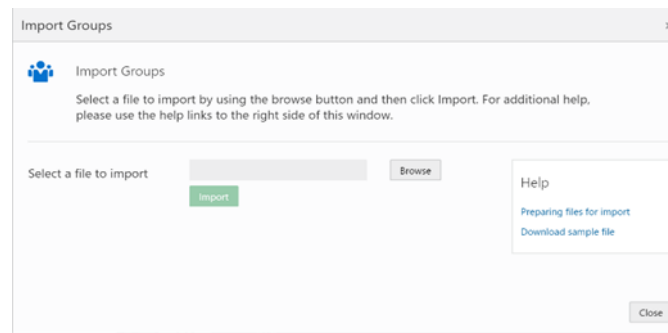 Import Groups
Import Groups
Select a file to import by using the browse button and then click Import. For additional help,
please use the help links to the right side of this window.
Select a file to import
Browse
Import
Help
Preparing files for import
Download sample file
Close